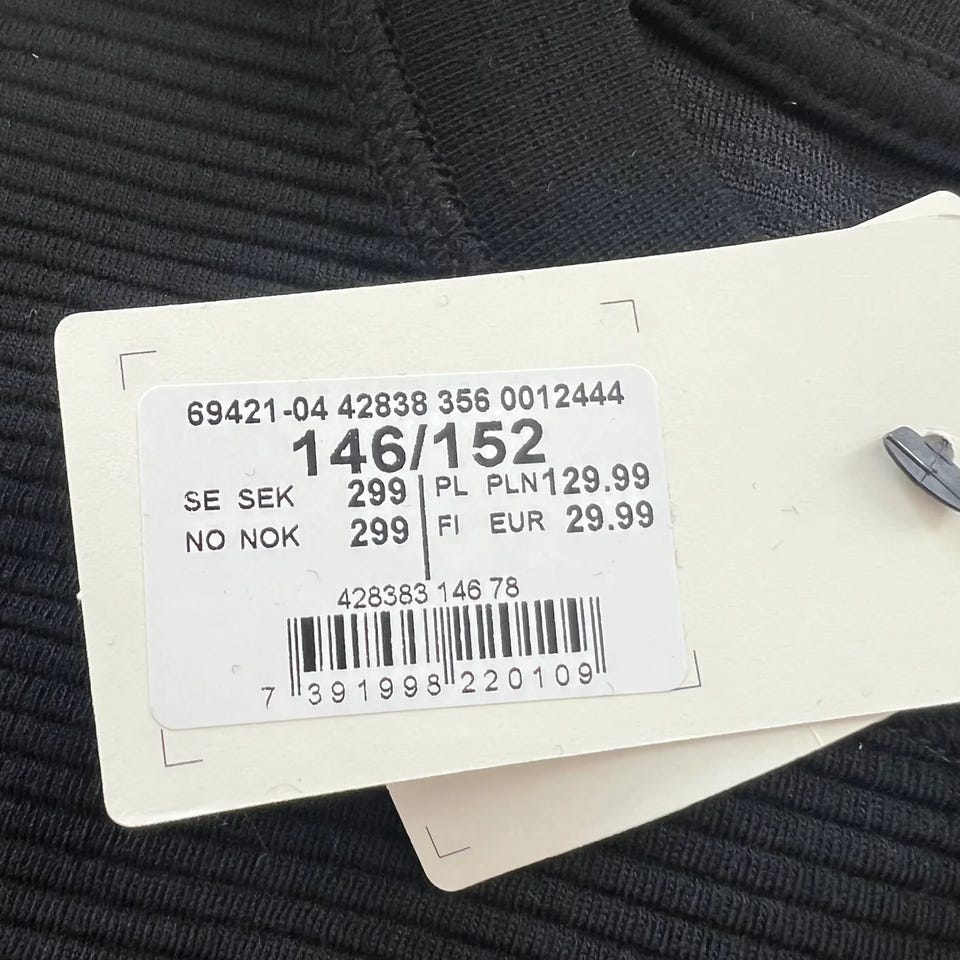 69421-04 42838 356 0012444
146/152
SE SEK 299 PL PLN129.99
NO NOK 299 FI EUR 29.99
428383 146 78
7 391998 220109